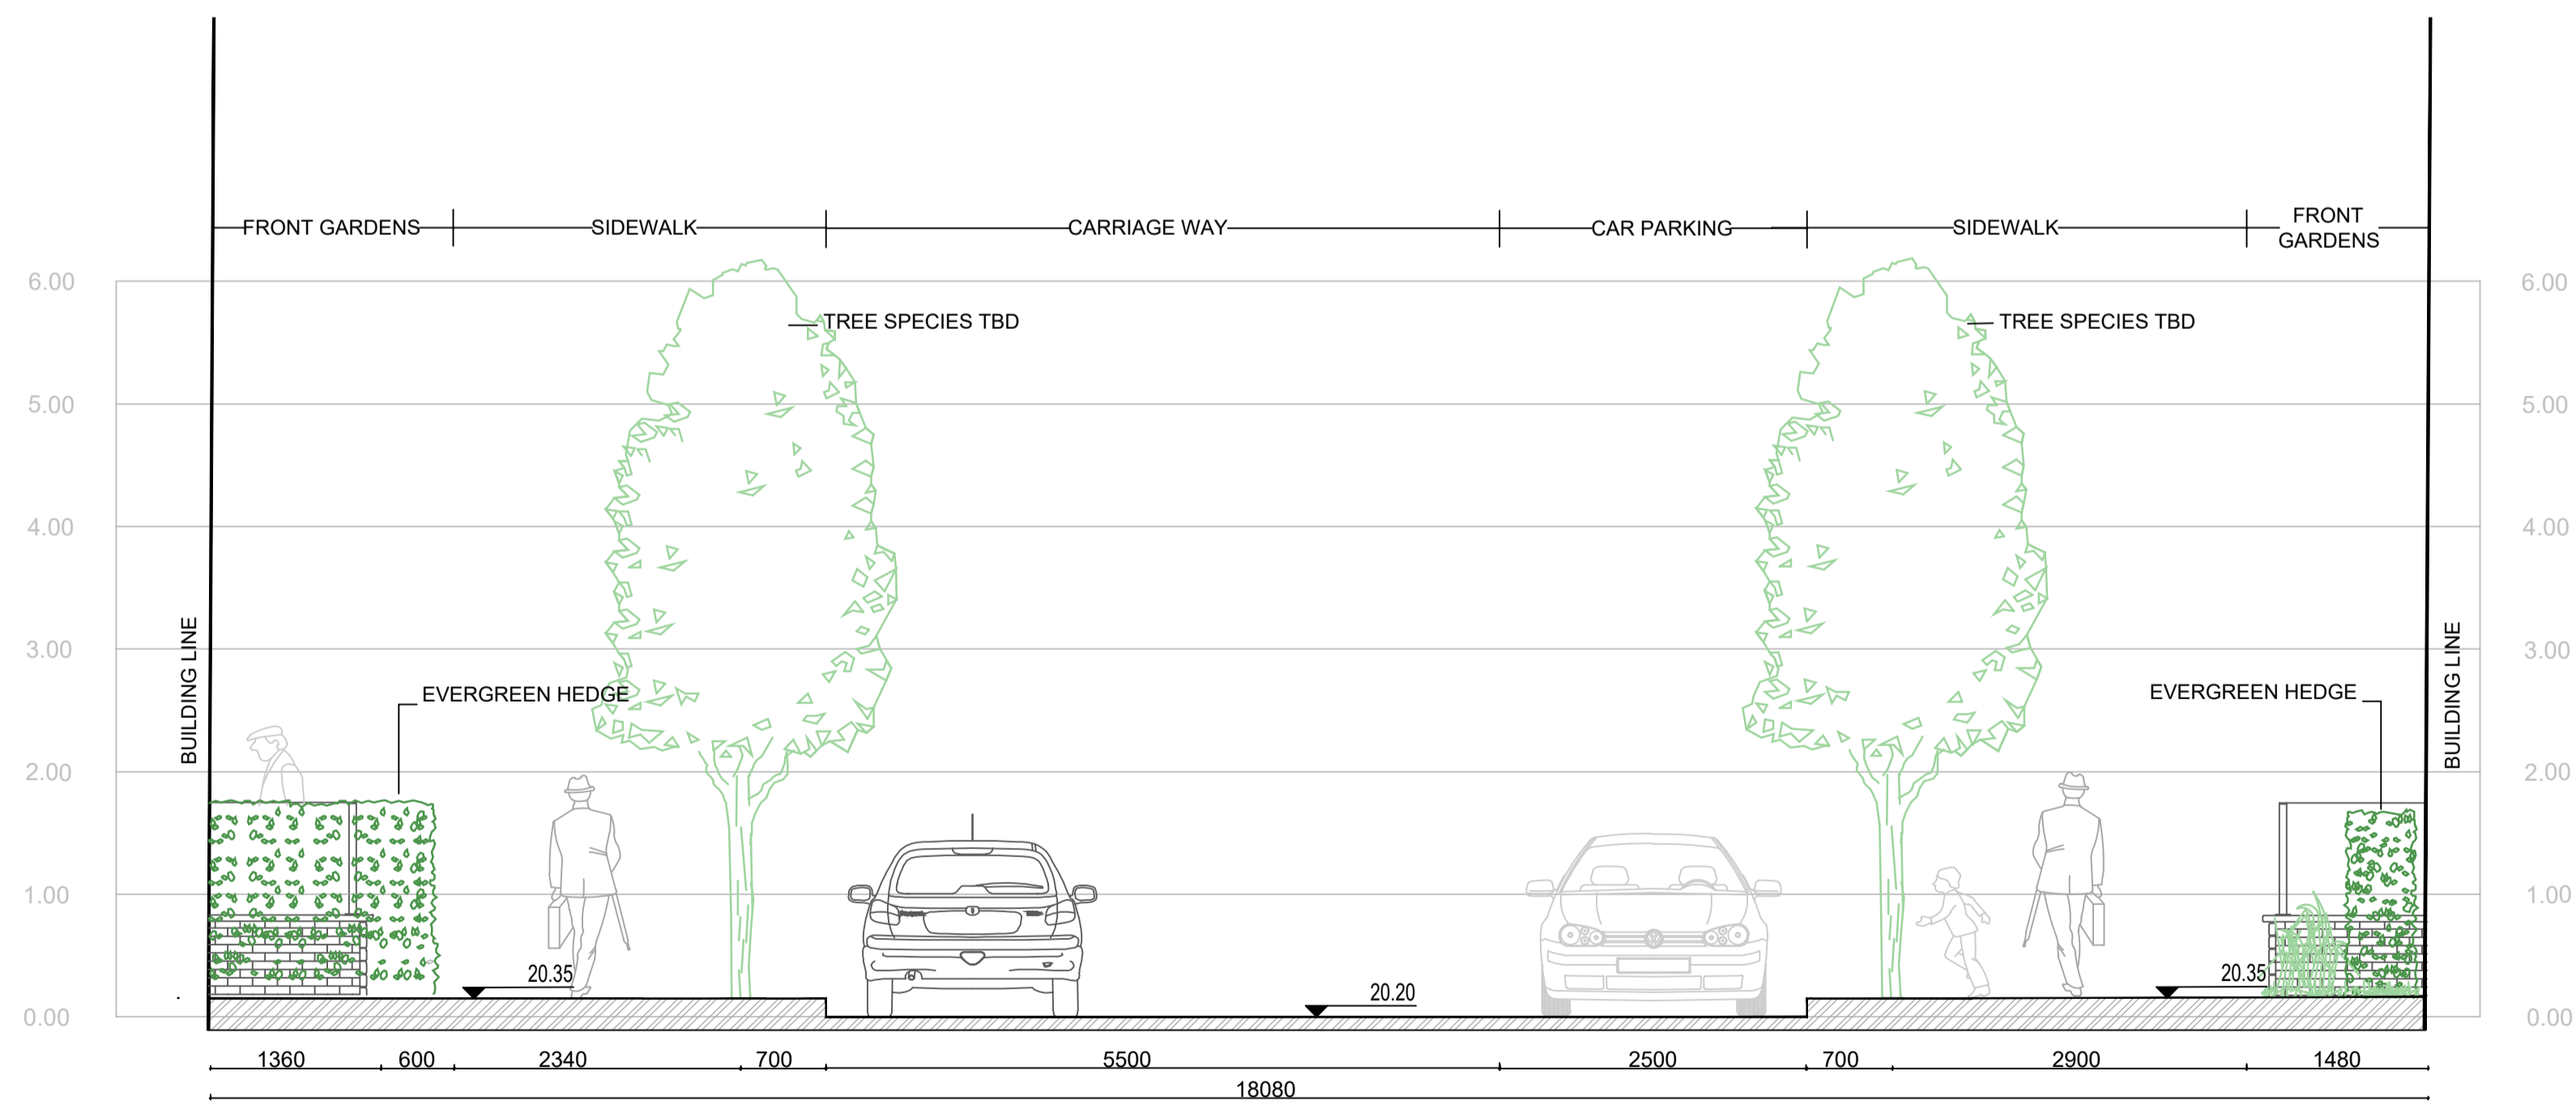 FRONT GARDENS
SIDEWALK
CARRIAGE WAY
CAR PARKING
SIDEWALK
FRONT
GARDENS
6.00
6.00
TREE SPECIES TBD
TREE SPECIES TBD
5.00
5.00
4.00
4.00
3.00
3.00
BUILDING LINE
BUILDING LINE
EVERGREEN HEDGE
EVERGREEN HEDGE
2.00
2.00
1.00
1.00
20.35
20.20
20.35
0.00
0.00
1360 600 2340 700 5500 2500 700 2900 1480
18080